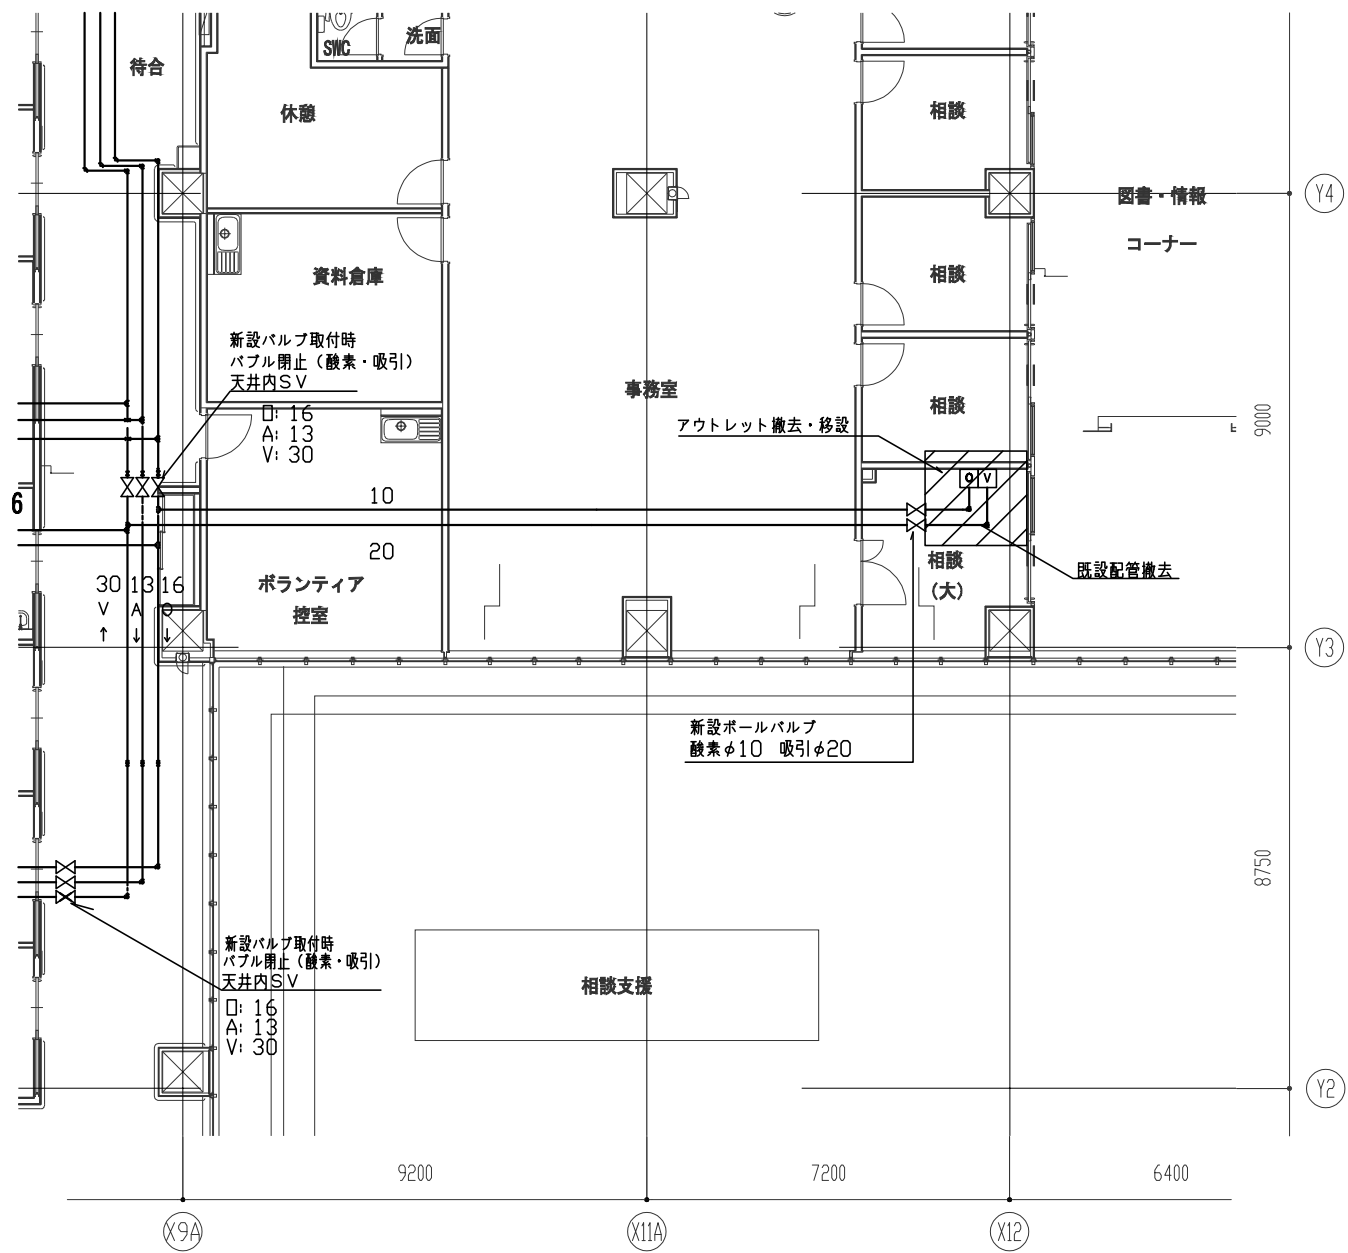 SWC
洗面
待合
休憩
相談
図書・情報
コーナー
Y4
資料倉庫
相談
新設バルブ取付時
バブル閉止（酸素・吸引）
天井内SV
O: 16
A: 13
V: 30
事務室
相談
アウトレット撤去・移設
9000
O V
6
10
20
30 13 16
V A O
↑ ↓ ↓
ボランティア
控室
相談
（大）
既設配管撤去
Y3
新設ボールバルブ
酸素φ10 吸引φ20
8750
新設バルブ取付時
バブル閉止（酸素・吸引）
天井内SV
O: 16
A: 13
V: 30
相談支援
Y2
9200
7200
6400
X9A
X11A
X12